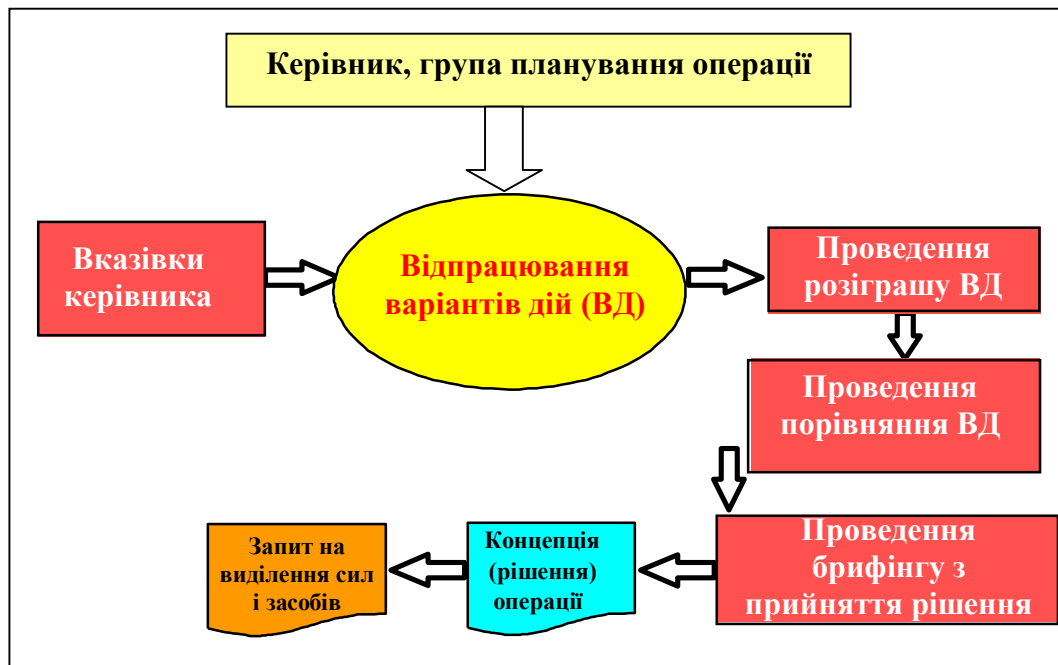 Керівник, група планування операції
Вказівки
керівника
Відпрацювання
варіантів дій (ВД)
Проведення
розіграшу ВД
Проведення
порівняння ВД
Проведення
брифінгу з
прийняття рішення
Концепція
(рішення)
операції
Запит на
виділення сил
і засобів